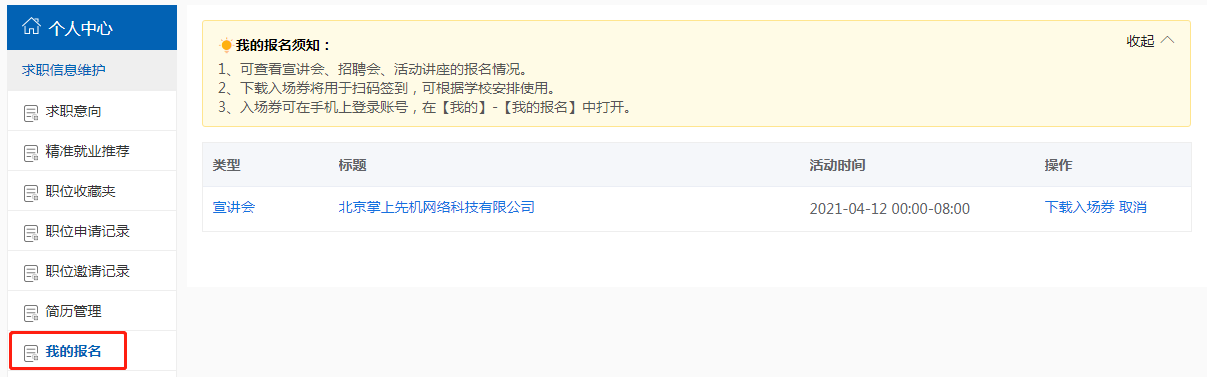 个人中心
求职信息维护
求职意向
精准就业推荐
职位收藏夹
职位申请记录
职位邀请记录
简历管理
我的报名
我的报名须知：
收起
1、可查看宣讲会、招聘会、活动讲座的报名情况。
2、下载入场券将用于扫码签到，可根据学校安排使用。
3、入场券可在手机上登录账号，在【我的】-【我的报名】中打开。
类型 标题 活动时间 操作
宣讲会 北京掌上先机网络科技有限公司 2021-04-12 00:00-08:00 下载入场券 取消